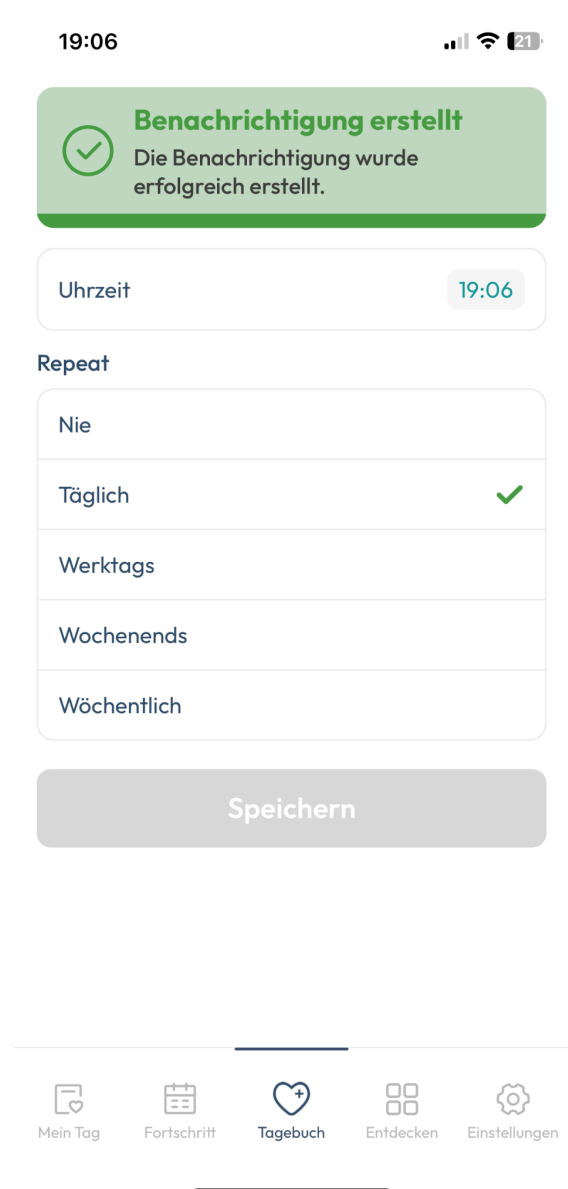 19:06
21
Benachrichtigung erstellt
Die Benachrichtigung wurde
erfolgreich erstellt.
Uhrzeit 19:06
Repeat
Nie
Täglich
Werktags
Wochenends
Wöchentlich
Speichern
Mein Tag Fortschritt Tagebuch Entdecken Einstellungen